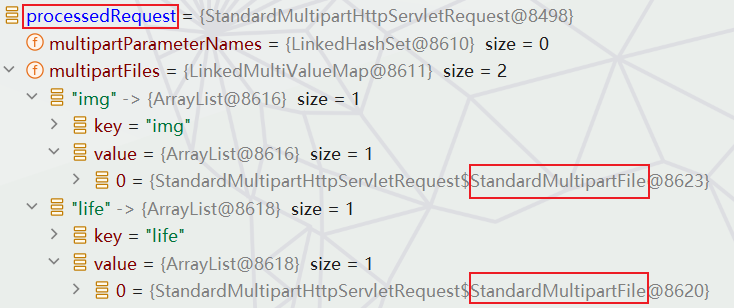 processedRequest = {StandardMultipartHttpServletRequest@8498}
multipartParameterNames = {LinkedHashSet@8610} size = 0
multipartFiles = {LinkedMultiValueMap@8611} size = 2
"img" -> {ArrayList@8616} size = 1
key = "img"
value = {ArrayList@8616} size = 1
0 = {StandardMultipartHttpServletRequest$StandardMultipartFile@8623}
"life" -> {ArrayList@8618} size = 1
key = "life"
value = {ArrayList@8618} size = 1
0 = {StandardMultipartHttpServletRequest$StandardMultipartFile@8620}